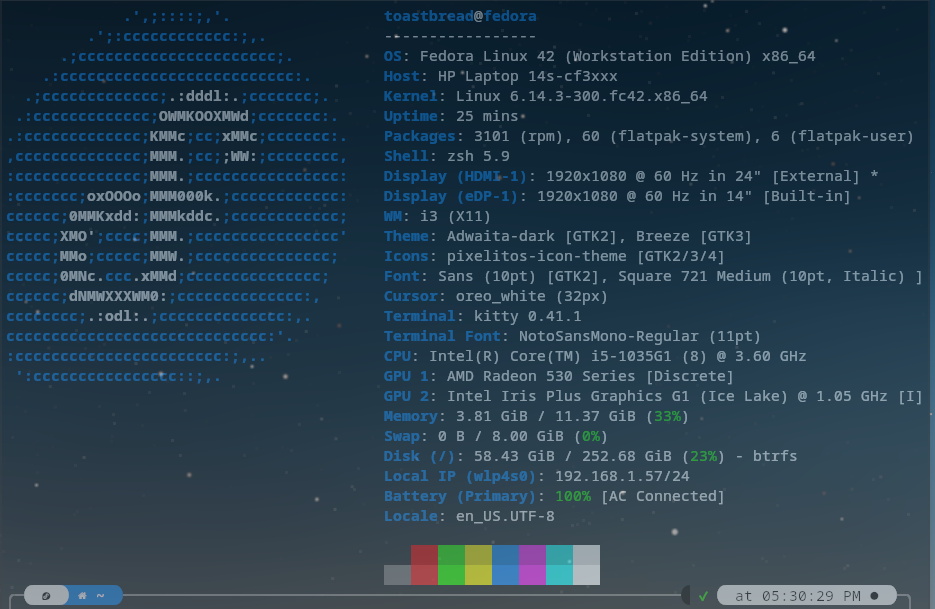 .',;::::;,'.
.';:cccccccccccc:;,.
.;cccccccccccccccccccccc;.
.:cccccccccccccccccccccccccc:.
.;ccccccccccccc;.:dddl:.;ccccccc;.
.:ccccccccccccc;OWMKOOXMWd;ccccccc:.
.:ccccccccccccc;KMMc;cc;xMMc;ccccccc:.
,cccccccccccccc;MMM.;cc;;WW:;cccccccc,
:cccccccccccccc;MMM.;cccccccccccccccc:
:ccccccc;oxOOOo;MMM000k.;cccccccccccc:
cccccc;0MMKxdd:;MMMkddc.;cccccccccccc;
ccccc;XMO';cccc;MMM.;cccccccccccccccc'
ccccc;MMo;ccccc;MMW.;ccccccccccccccc;
ccccc;0MNc.ccc.xMMd;ccccccccccccccc;
cccccc;dNMWXXXWM0:;cccccccccccccc:,
cccccccc;.:odl:.;cccccccccccccc:,.
ccccccccccccccccccccccccccccc:'.
:ccccccccccccccccccccccc:;,..
':cccccccccccccccc::;,.
toastbread@fedora
-----------------
OS: Fedora Linux 42 (Workstation Edition) x86_64
Host: HP Laptop 14s-cf3xxx
Kernel: Linux 6.14.3-300.fc42.x86_64
Uptime: 25 mins
Packages: 3101 (rpm), 60 (flatpak-system), 6 (flatpak-user)
Shell: zsh 5.9
Display (HDMI-1): 1920x1080 @ 60 Hz in 24" [External] *
Display (eDP-1): 1920x1080 @ 60 Hz in 14" [Built-in]
WM: i3 (X11)
Theme: Adwaita-dark [GTK2], Breeze [GTK3]
Icons: pixelitos-icon-theme [GTK2/3/4]
Font: Sans (10pt) [GTK2], Square 721 Medium (10pt, Italic) ]
Cursor: oreo_white (32px)
Terminal: kitty 0.41.1
Terminal Font: NotoSansMono-Regular (11pt)
CPU: Intel(R) Core(TM) i5-1035G1 (8) @ 3.60 GHz
GPU 1: AMD Radeon 530 Series [Discrete]
GPU 2: Intel Iris Plus Graphics G1 (Ice Lake) @ 1.05 GHz [I]
Memory: 3.81 GiB / 11.37 GiB (33%)
Swap: 0 B / 8.00 GiB (0%)
Disk (/): 58.43 GiB / 252.68 GiB (23%) - btrfs
Local IP (wlp4s0): 192.168.1.57/24
Battery (Primary): 100% [AC Connected]
Locale: en_US.UTF-8
~ ✓ at 05:30:29 PM